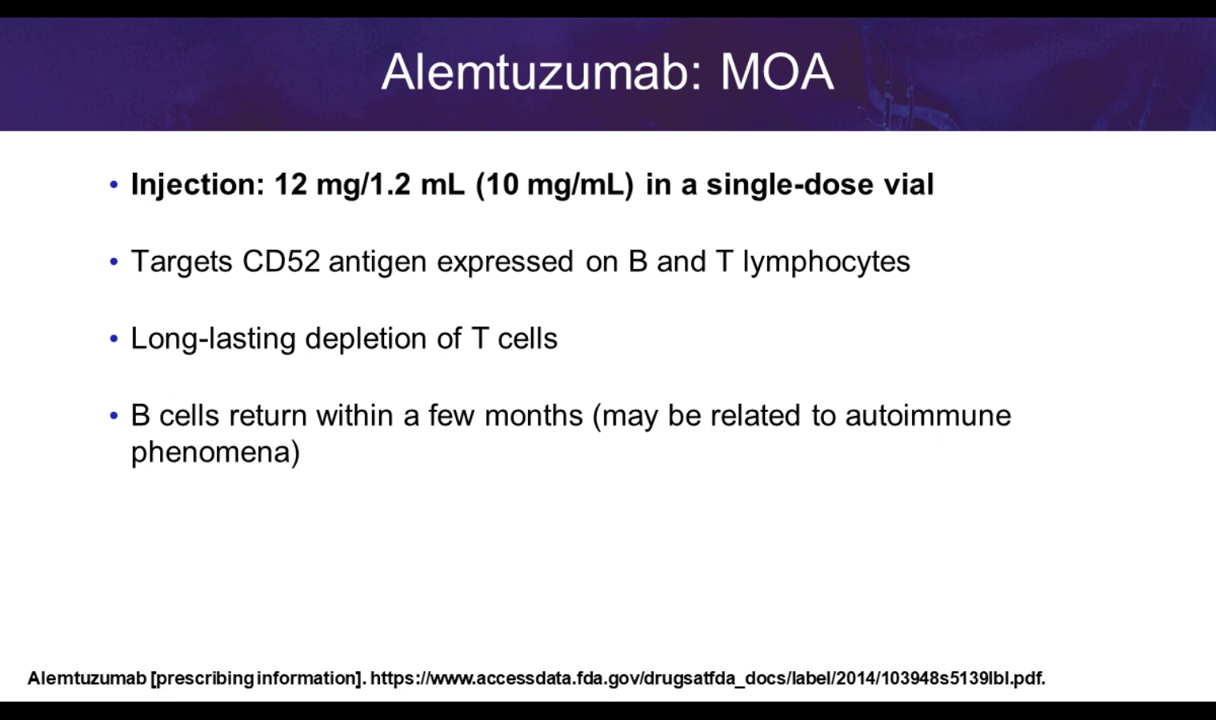 Alemtuzumab: MOA
• Injection: 12 mg/1.2 mL (10 mg/mL) in a single-dose vial
• Targets CD52 antigen expressed on B and T lymphocytes
• Long-lasting depletion of T cells
• B cells return within a few months (may be related to autoimmune
phenomena)
Alemtuzumab [prescribing information]. https://www.accessdata.fda.gov/drugsatfda_docs/label/2014/103948s5139lbl.pdf.